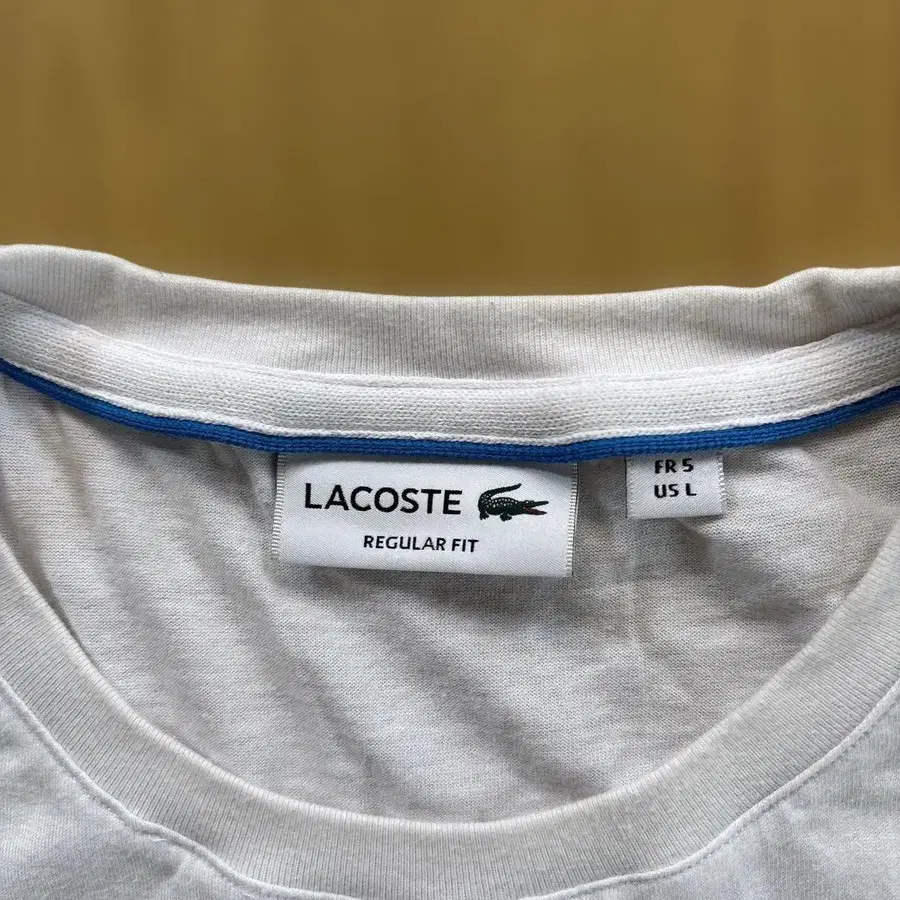 LACOSTE
REGULAR FIT
FR 5
US L